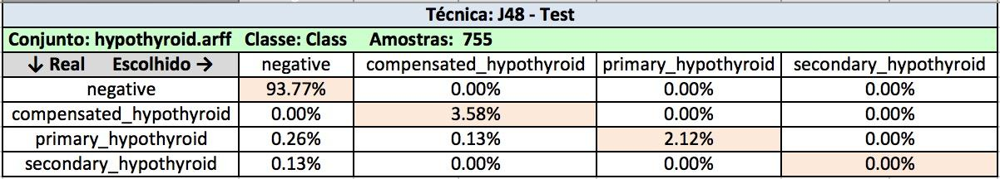 Técnica: J48 - Test
Conjunto: hypothyroid.arff Classe: Class Amostras: 755
↓ Real Escolhido → negative compensated_hypothyroid primary_hypothyroid secondary_hypothyroid
negative 93.77% 0.00% 0.00% 0.00%
compensated_hypothyroid 0.00% 3.58% 0.00% 0.00%
primary_hypothyroid 0.26% 0.13% 2.12% 0.00%
secondary_hypothyroid 0.13% 0.00% 0.00% 0.00%